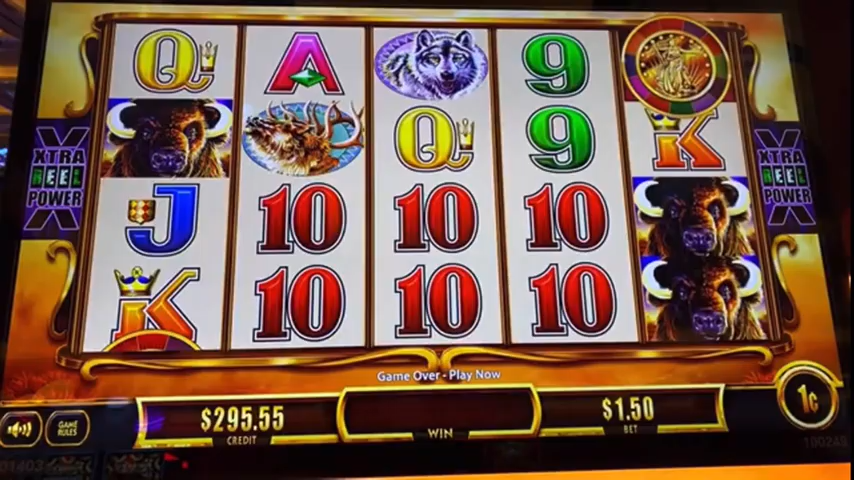 Q A 9
9
Q K
XTRA
REEL
POWER
X
XTRA
REEL
POWER
X
J 10 10 10
K 10 10 10
Game Over - Play Now
GAME
RULES
$295.55
CREDIT
WIN
$1.50
BET
1¢